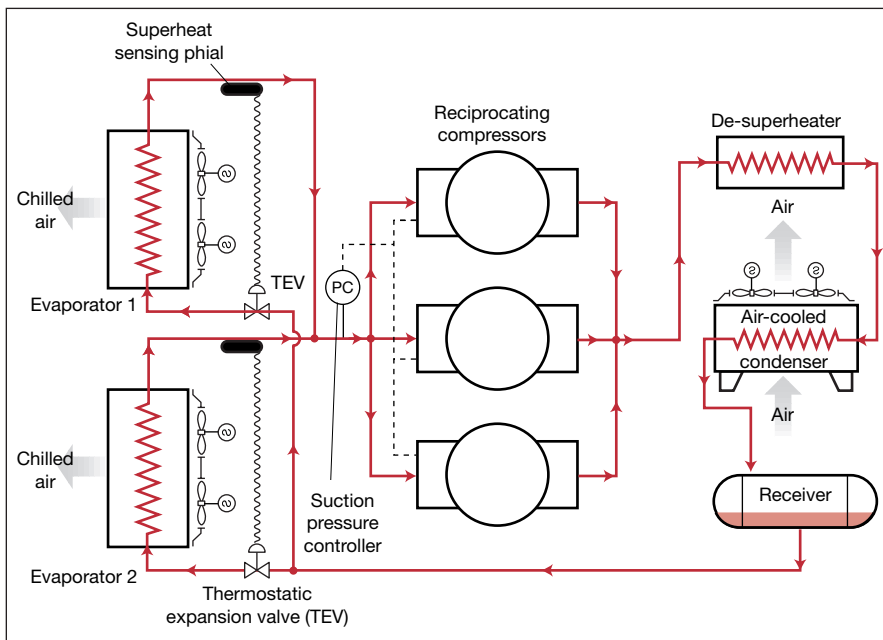 Superheat
sensing phial
Reciprocating
compressors
De-superheater
Chilled
air
S
S
Air
S
S
TEV
PC
Evaporator 1
Air-cooled
condenser
S
Chilled
air
Air
S
Suction
pressure
controller
Receiver
Evaporator 2
Thermostatic
expansion valve (TEV)